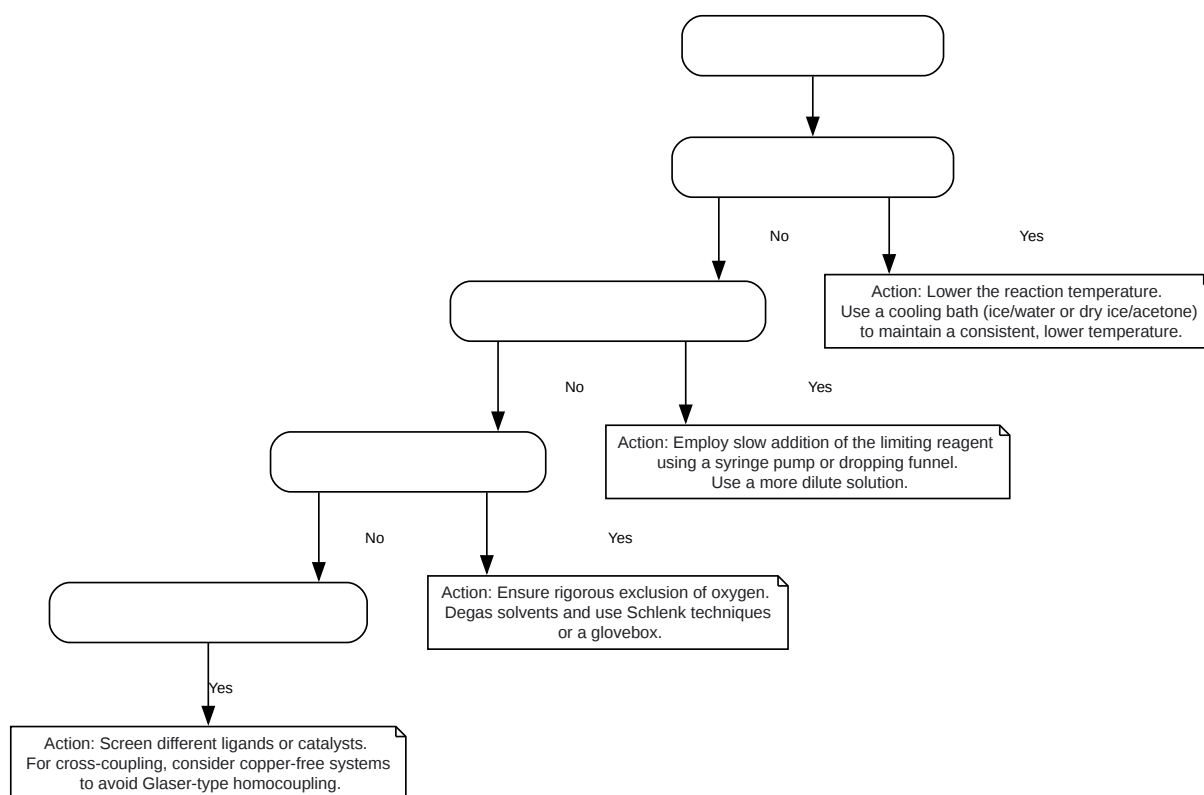 No
Yes
Action: Lower the reaction temperature.
Use a cooling bath (ice/water or dry ice/acetone)
to maintain a consistent, lower temperature.
No
Yes
Action: Employ slow addition of the limiting reagent
using a syringe pump or dropping funnel.
Use a more dilute solution.
No
Yes
Action: Ensure rigorous exclusion of oxygen.
Degas solvents and use Schlenk techniques
or a glovebox.
Yes
Action: Screen different ligands or catalysts.
For cross-coupling, consider copper-free systems
to avoid Glaser-type homocoupling.